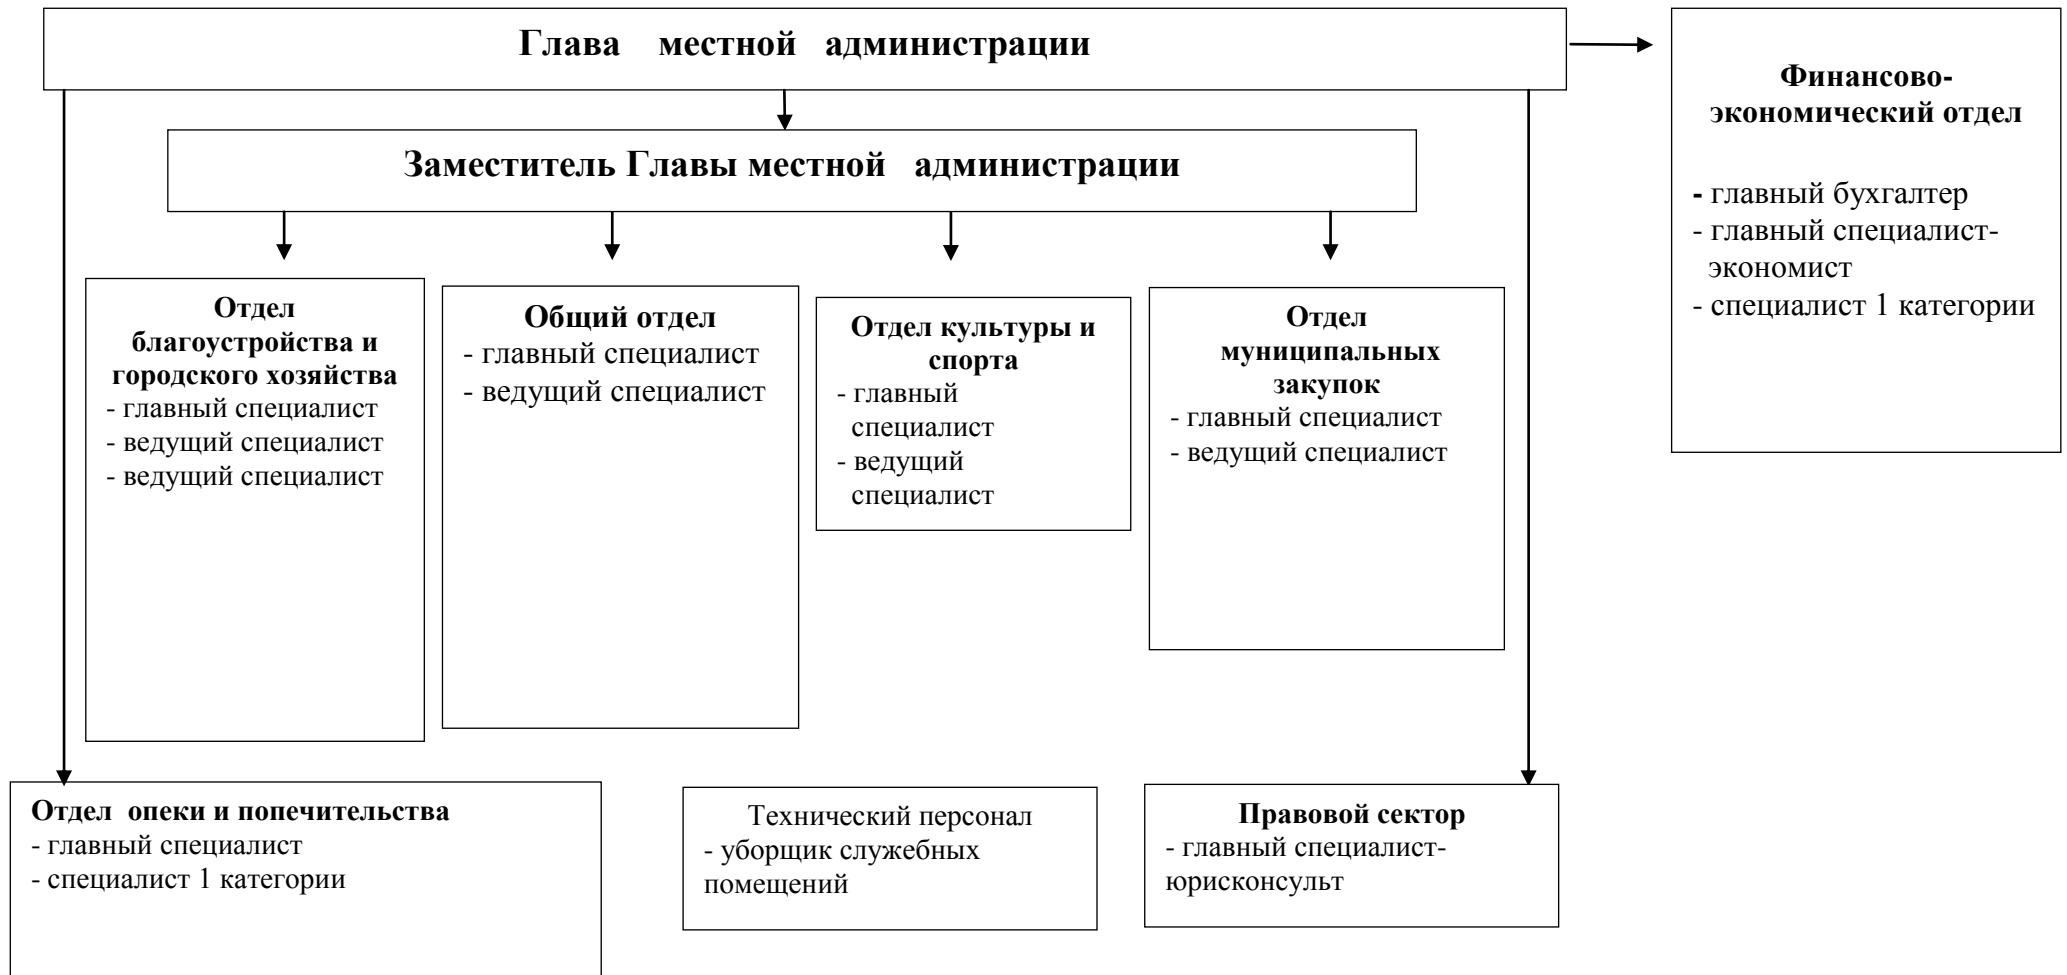 Глава местной администрации
Финансово-
экономический отдел
- главный бухгалтер
- главный специалист-
экономист
- специалист 1 категории
Заместитель Главы местной администрации
Отдел
благоустройства и
городского хозяйства
- главный специалист
- ведущий специалист
- ведущий специалист
Общий отдел
- главный специалист
- ведущий специалист
Отдел культуры и
спорта
- главный
специалист
- ведущий
специалист
Отдел
муниципальных
закупок
- главный специалист
- ведущий специалист
Отдел опеки и попечительства
- главный специалист
- специалист 1 категории
Технический персонал
- уборщик служебных
помещений
Правовой сектор
- главный специалист-
юрисконсульт